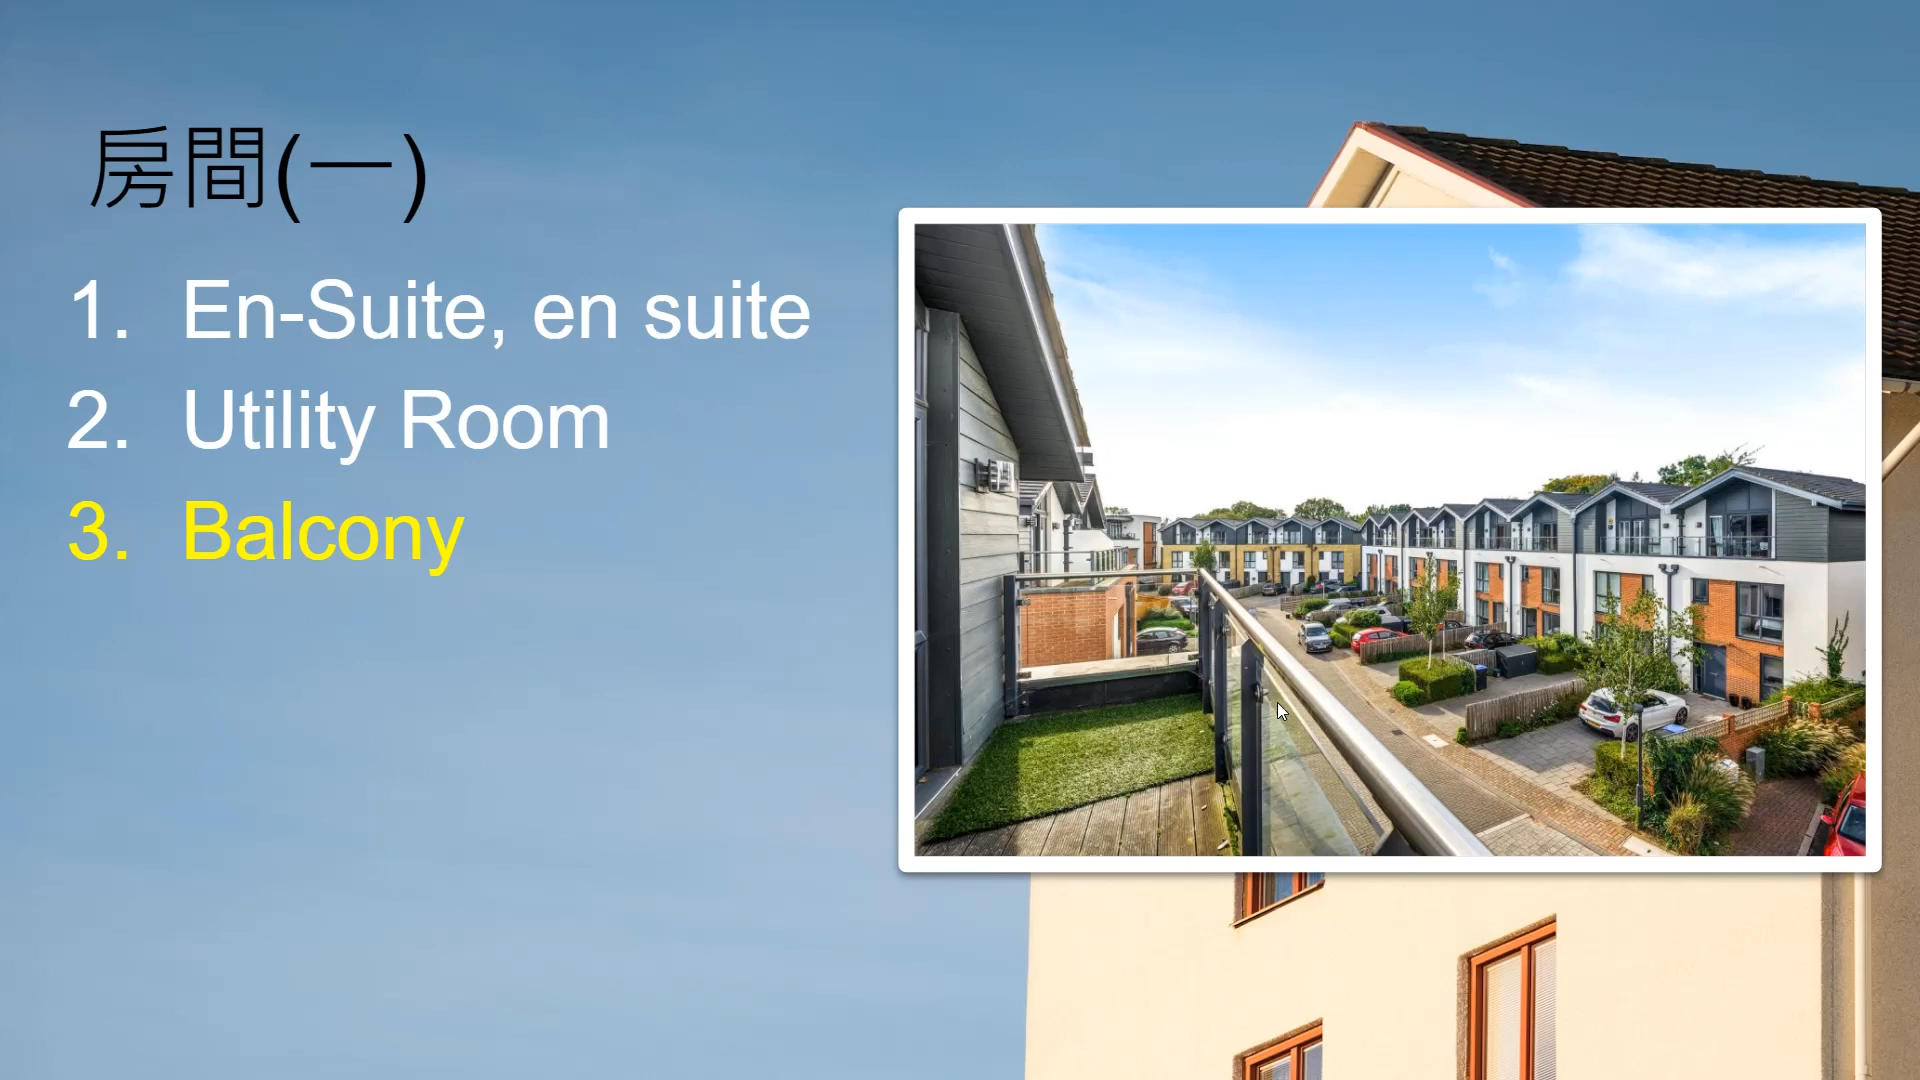 房間(一)
1. En-Suite, en suite
2. Utility Room
3. Balcony